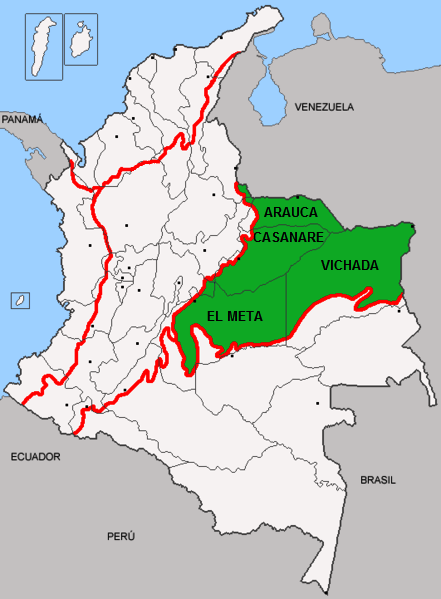 VENEZUELA
PANAMÁ
ARAUCA
CASANARE
VICHADA
EL META
ECUADOR
BRASIL
PERÚ